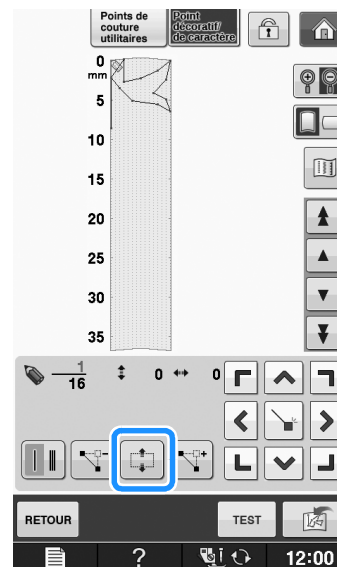 Points de
couture
utilitaires
Point
décoratif/
de caractère
0
mm
5
10
15
20
25
30
35
1
16
0
0
RETOUR
TEST
?
12:00